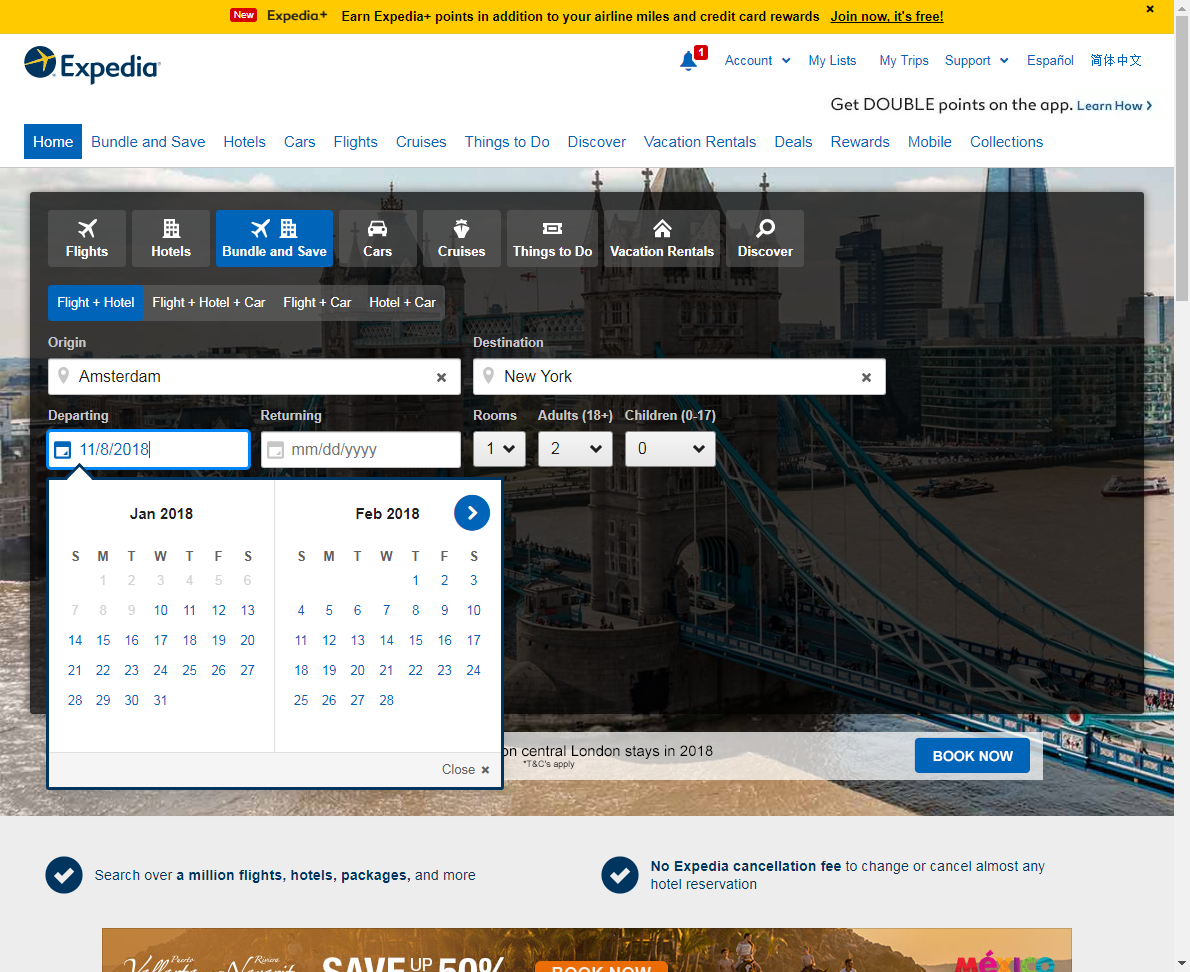 New Expedia+ Earn Expedia+ points in addition to your airline miles and credit card rewards Join now, it's free! ×
Expedia
1 Account My Lists My Trips Support Español 简体中文
Get DOUBLE points on the app. Learn How >
Home Bundle and Save Hotels Cars Flights Cruises Things to Do Discover Vacation Rentals Deals Rewards Mobile Collections
Flights Hotels Bundle and Save Cars Cruises Things to Do Vacation Rentals Discover
Flight + Hotel Flight + Hotel + Car Flight + Car Hotel + Car
Origin Destination
Amsterdam × New York ×
Departing Returning Rooms Adults (18+) Children (0-17)
11/8/2018 mm/dd/yyyy 1 2 0
Jan 2018 Feb 2018
S M T W T F S S M T W T F S
1 2 3 4 5 6 1 2 3
7 8 9 10 11 12 13 4 5 6 7 8 9 10
14 15 16 17 18 19 20 11 12 13 14 15 16 17
21 22 23 24 25 26 27 18 19 20 21 22 23 24
28 29 30 31 25 26 27 28
on central London stays in 2018 BOOK NOW
*T&C's apply
Close ×
Search over a million flights, hotels, packages, and more
No Expedia cancellation fee to change or cancel almost any
hotel reservation
Puerto Riviera
Vallarta Nayarit SAVE UP 50% BOOK NOW MÉXICO